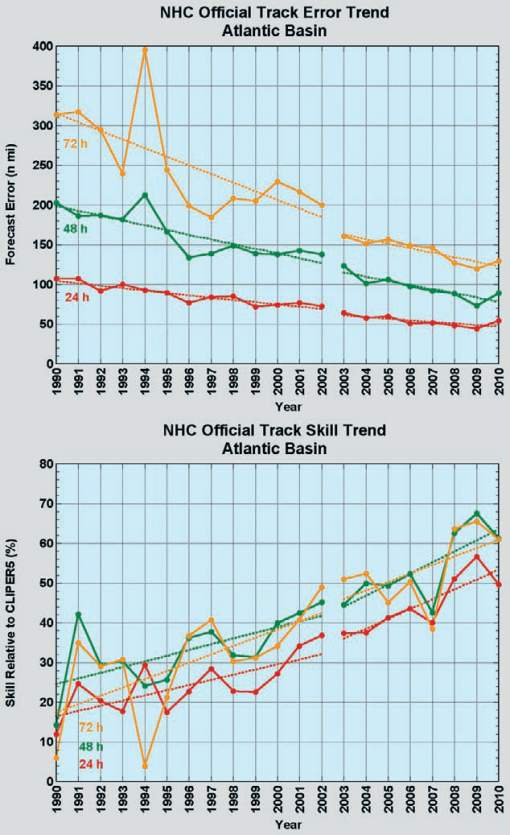 NHC Official Track Error Trend
Atlantic Basin
Forecast Error (n mi)
400
350
300
250
200
150
100
50
0
72 h
48 h
24 h
1990 1991 1992 1993 1994 1995 1996 1997 1998 1999 2000 2001 2002 2003 2004 2005 2006 2007 2008 2009 2010
Year
NHC Official Track Skill Trend
Atlantic Basin
Skill Relative to CLIPER5 (%)
80
70
60
50
40
30
20
10
0
72 h
48 h
24 h
1990 1991 1992 1993 1994 1995 1996 1997 1998 1999 2000 2001 2002 2003 2004 2005 2006 2007 2008 2009 2010
Year